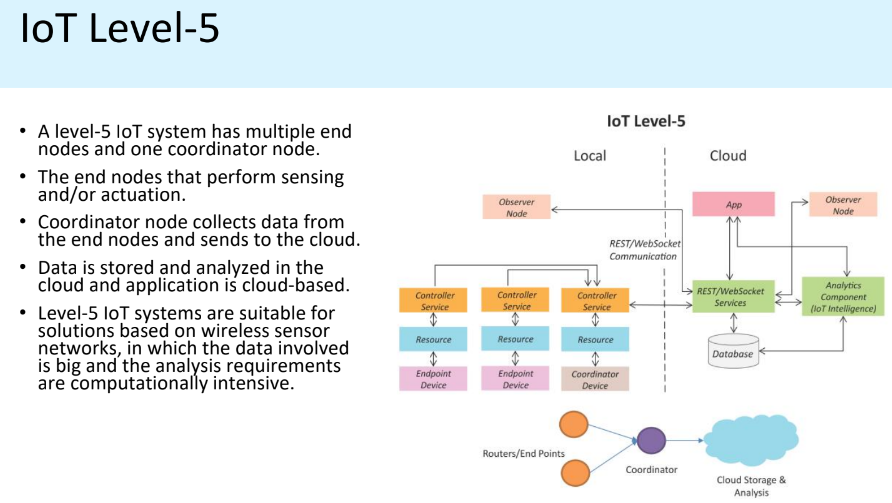 IoT Level-5
• A level-5 IoT system has multiple end
nodes and one coordinator node.
• The end nodes that perform sensing
and/or actuation.
• Coordinator node collects data from
the end nodes and sends to the cloud.
• Data is stored and analyzed in the
cloud and application is cloud-based.
• Level-5 IoT systems are suitable for
solutions based on wireless sensor
networks, in which the data involved
is big and the analysis requirements
are computationally intensive.
IoT Level-5
Local
Cloud
Observer
Node
App
Observer
Node
REST/WebSocket
Communication
Controller
Service
Controller
Service
Controller
Service
REST/WebSocket
Services
Analytics
Component
(IoT Intelligence)
Resource
Resource
Resource
Database
Endpoint
Device
Endpoint
Device
Coordinator
Device
Routers/End Points
Coordinator
Cloud Storage &
Analysis